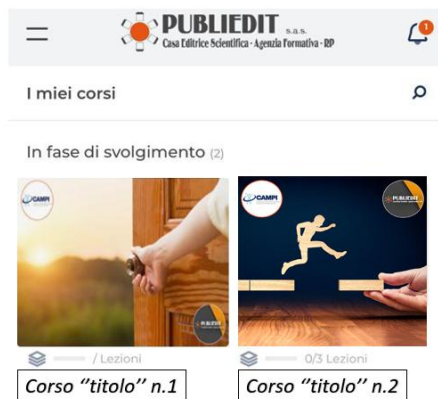 PUBLIEDIT s.a.s.
Casa Editrice Scientifica - Agenzia Formativa - RP
1
I miei corsi
In fase di svolgimento (2)
CAMPI
PUBLIEDIT
CAMPI
PUBLIEDIT
/ Lezioni
0/3 Lezioni
Corso ‘‘titolo’’ n.1
Corso ‘‘titolo’’ n.2